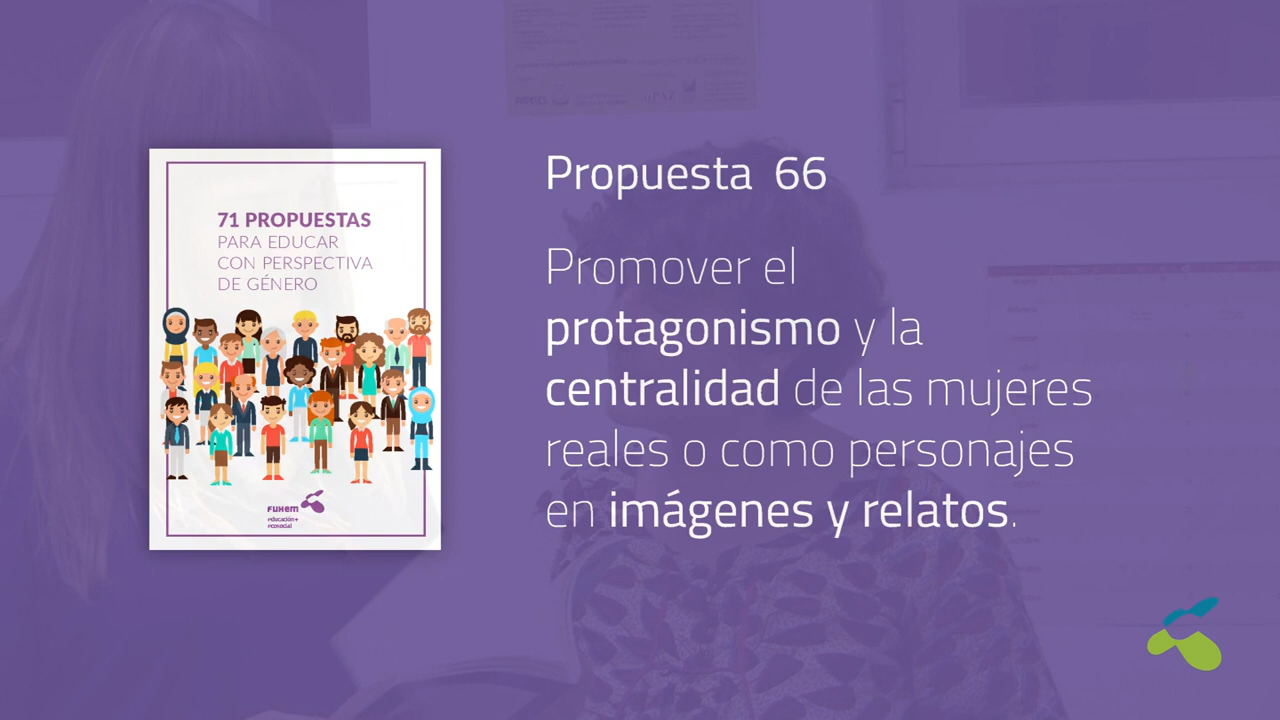 71 PROPUESTAS
PARA EDUCAR
CON PERSPECTIVA
DE GÉNERO
FUHem
educación+
ecosocial
Propuesta 66
Promover el
protagonismo y la
centralidad de las mujeres
reales o como personajes
en imágenes y relatos.